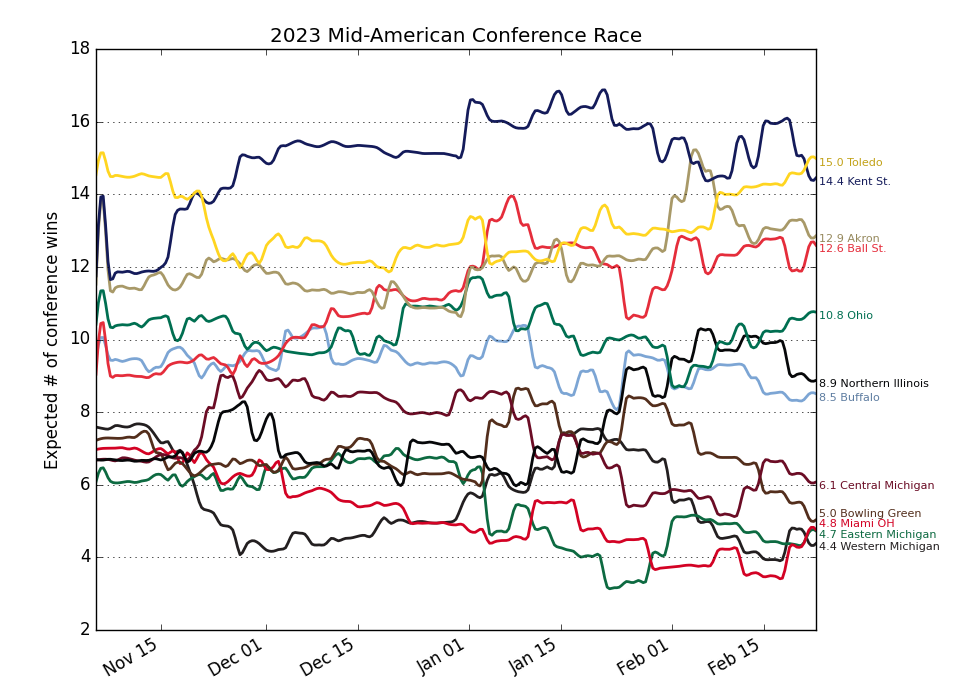 2023 Mid-American Conference Race
Expected # of conference wins
18
16
14
12
10
8
6
4
2
Nov 15
Dec 01
Dec 15
Jan 01
Jan 15
Feb 01
Feb 15
15.0 Toledo
14.4 Kent St.
12.9 Akron
12.6 Ball St.
10.8 Ohio
8.9 Northern Illinois
8.5 Buffalo
6.1 Central Michigan
5.0 Bowling Green
4.8 Miami OH
4.7 Eastern Michigan
4.4 Western Michigan